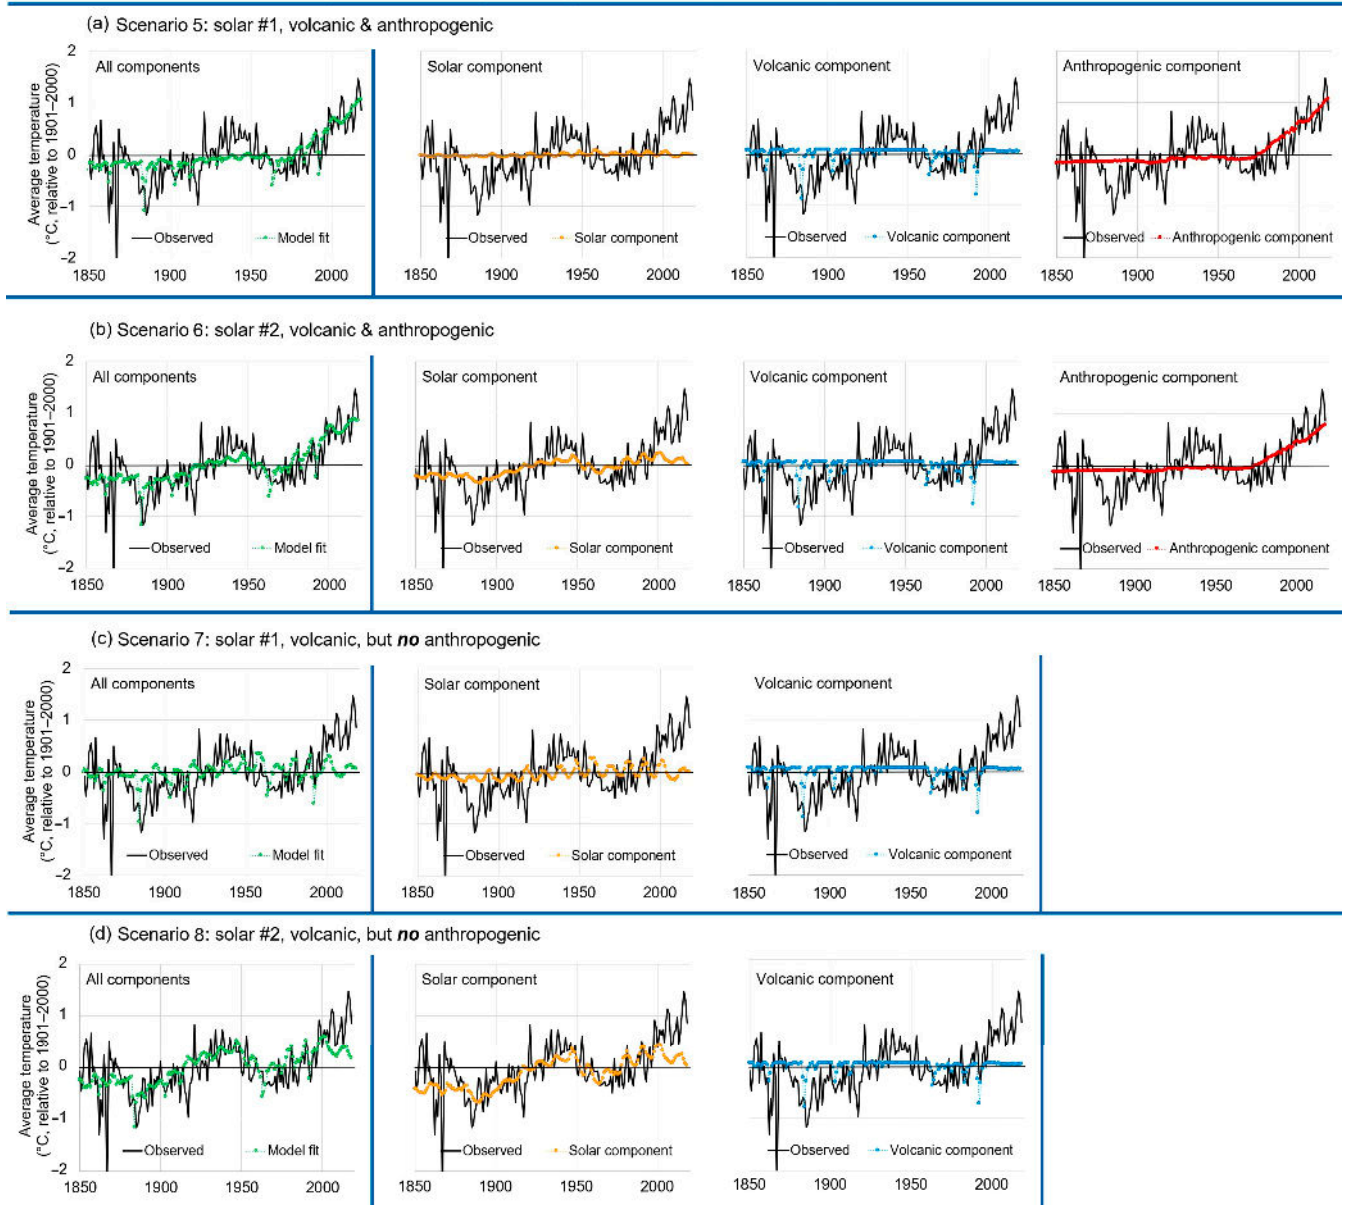 (a) Scenario 5: solar #1, volcanic & anthropogenic
Average temperature
(°C, relative to 1901–2000)
2
1
0
–1
–2
All components
Observed
Model fit
1850 1900 1950 2000
Solar component
Observed
Solar component
1850 1900 1950 2000
Volcanic component
Observed
Volcanic component
1850 1900 1950 2000
Anthropogenic component
Observed
Anthropogenic component
1850 1900 1950 2000
(b) Scenario 6: solar #2, volcanic & anthropogenic
Average temperature
(°C, relative to 1901–2000)
2
1
0
–1
–2
All components
Observed
Model fit
1850 1900 1950 2000
Solar component
Observed
Solar component
1850 1900 1950 2000
Volcanic component
Observed
Volcanic component
1850 1900 1950 2000
Anthropogenic component
Observed
Anthropogenic component
1850 1900 1950 2000
(c) Scenario 7: solar #1, volcanic, but no anthropogenic
Average temperature
(°C, relative to 1901–2000)
2
1
0
–1
–2
All components
Observed
Model fit
1850 1900 1950 2000
Solar component
Observed
Solar component
1850 1900 1950 2000
Volcanic component
Observed
Volcanic component
1850 1900 1950 2000
(d) Scenario 8: solar #2, volcanic, but no anthropogenic
Average temperature
(°C, relative to 1901–2000)
2
1
0
–1
–2
All components
Observed
Model fit
1850 1900 1950 2000
Solar component
Observed
Solar component
1850 1900 1950 2000
Volcanic component
Observed
Volcanic component
1850 1900 1950 2000